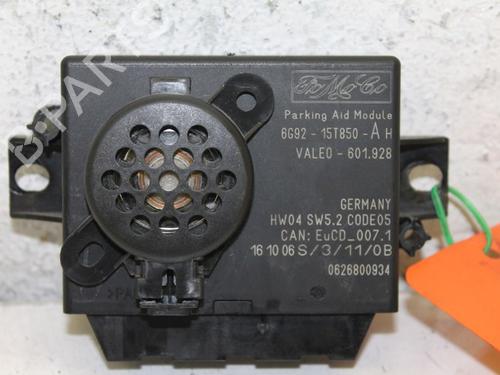 FoMoCo
Parking Aid Module
6G92 - 15T850 - A H
VALEO - 601.928
GERMANY
HW04 SW5.2 CODE05
CAN: EuCD_007.1
16 10 06 S/3/11/0B
0626800934
>PA
B-PARTS